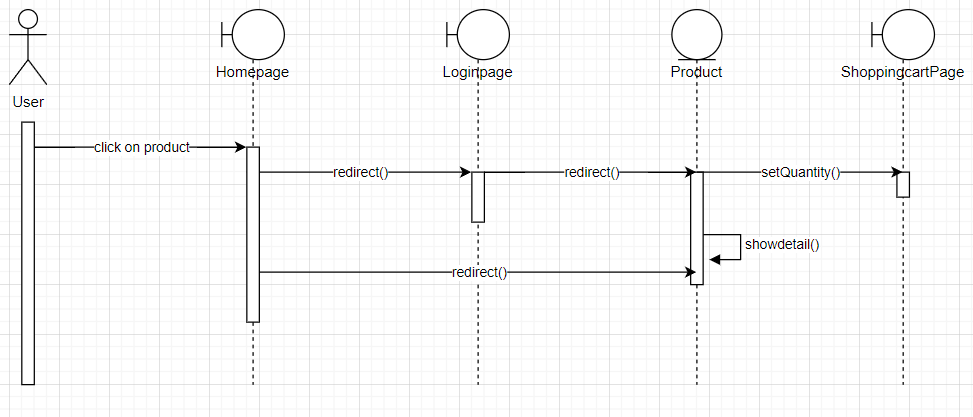 Homepage
Loginpage
Product
ShoppingcartPage
User
click on product
redirect()
redirect()
setQuantity()
showdetail()
redirect()